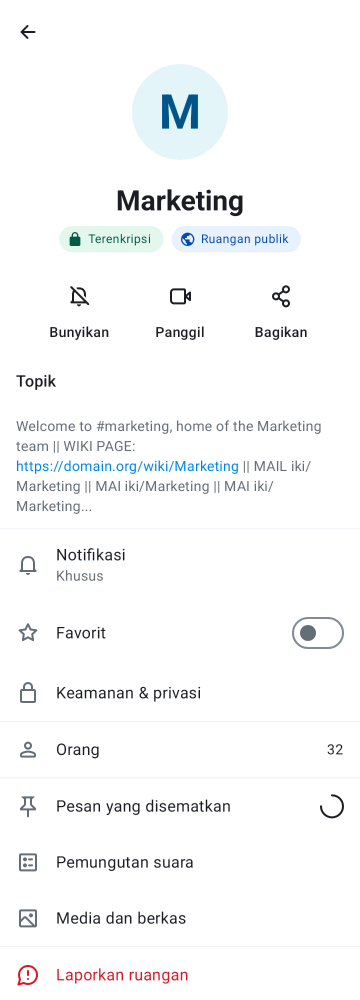 M
Marketing
Terenkripsi
Ruangan publik
Bunyikan
Panggil
Bagikan
Topik
Welcome to #marketing, home of the Marketing
team || WIKI PAGE:
https://domain.org/wiki/Marketing || MAIL iki/
Marketing || MAI iki/Marketing || MAI iki/
Marketing...
Notifikasi
Khusus
Favorit
Keamanan & privasi
Orang
32
Pesan yang disematkan
Pemungutan suara
Media dan berkas
Laporkan ruangan